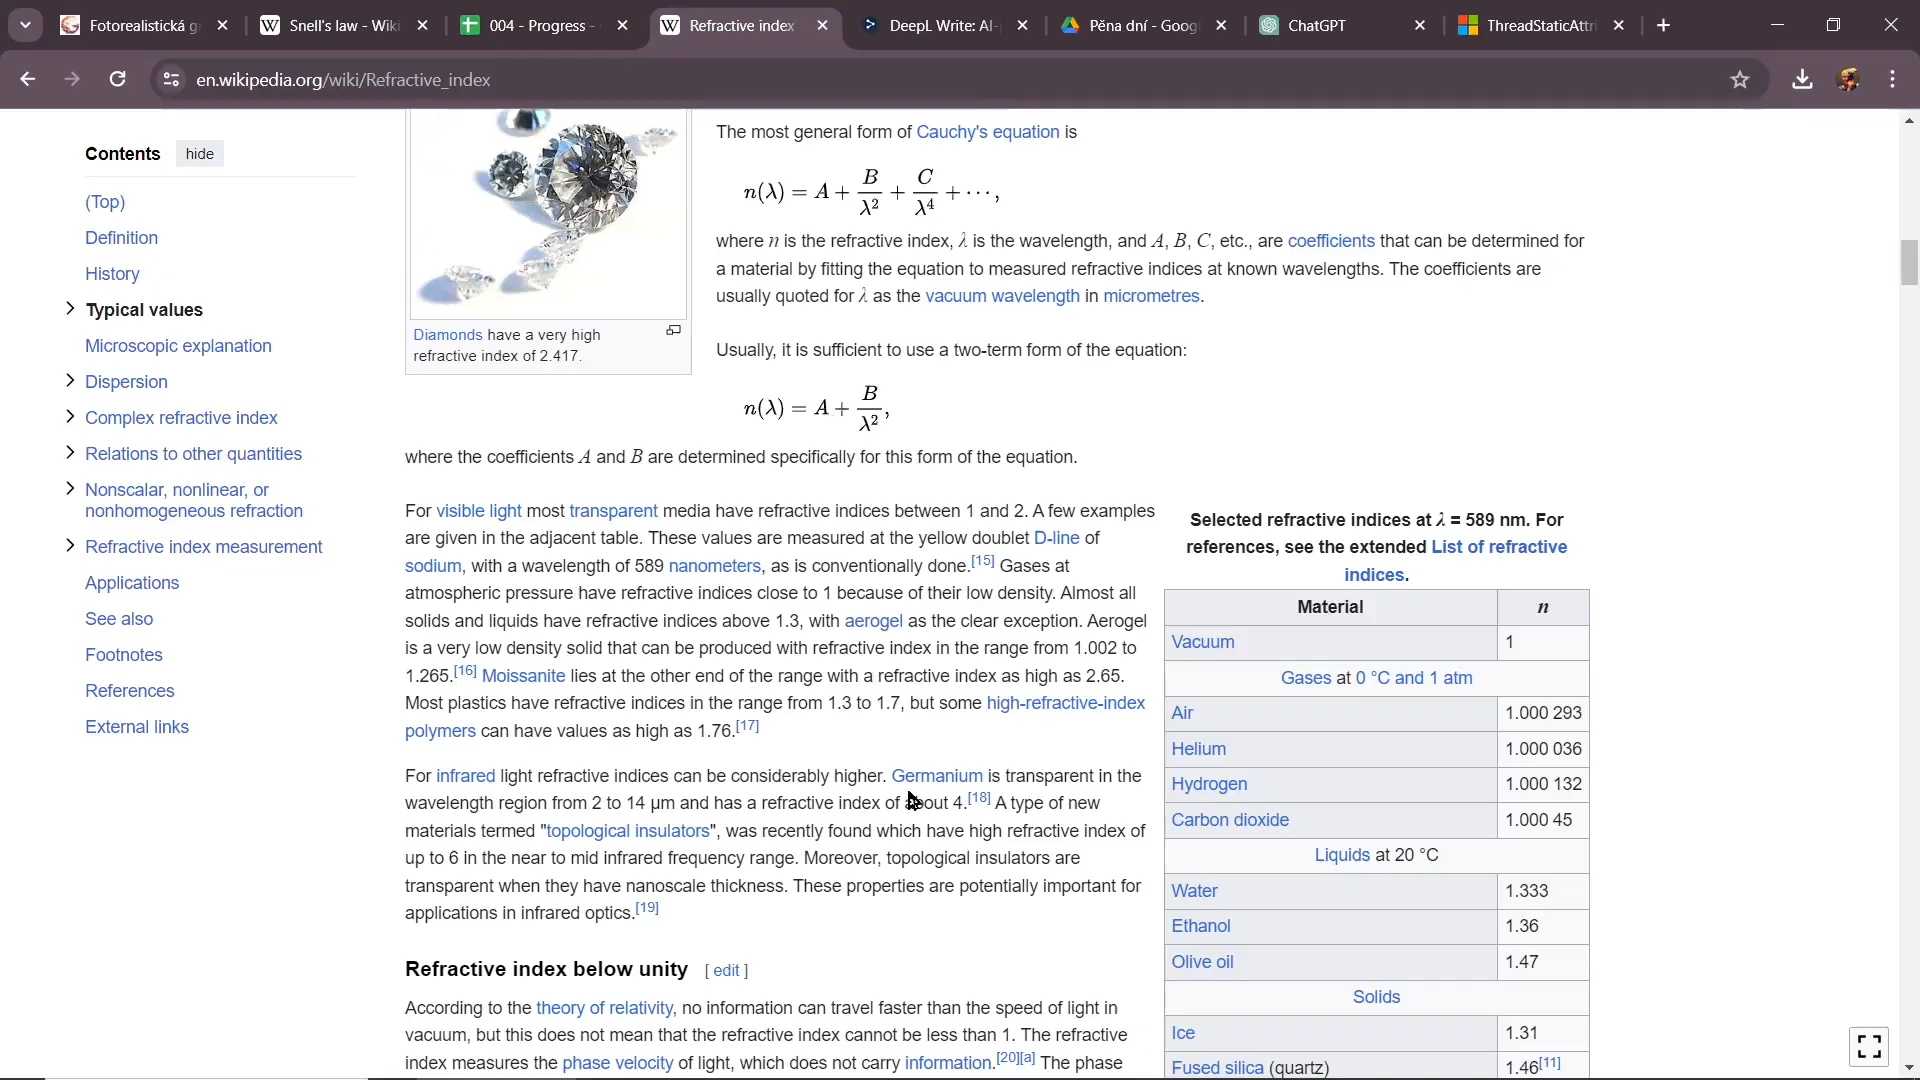 Fotorealistická g
Snell's law - Wiki
004 - Progress -
Refractive index
DeepL Write: AI-
Pěna dní - Goog
ChatGPT
ThreadStaticAttri
en.wikipedia.org/wiki/Refractive_index
Contents hide
(Top)
Definition
History
Typical values
Microscopic explanation
Dispersion
Complex refractive index
Relations to other quantities
Nonscalar, nonlinear, or
nonhomogeneous refraction
Refractive index measurement
Applications
See also
Footnotes
References
External links
Diamonds have a very high
refractive index of 2.417.
The most general form of Cauchy's equation is
n(λ) = A + B/λ² + C/λ⁴ + ⋯,
where n is the refractive index, λ is the wavelength, and A, B, C, etc., are coefficients that can be determined for
a material by fitting the equation to measured refractive indices at known wavelengths. The coefficients are
usually quoted for λ as the vacuum wavelength in micrometres.
Usually, it is sufficient to use a two-term form of the equation:
n(λ) = A + B/λ²,
where the coefficients A and B are determined specifically for this form of the equation.
For visible light most transparent media have refractive indices between 1 and 2. A few examples
are given in the adjacent table. These values are measured at the yellow doublet D-line of
sodium, with a wavelength of 589 nanometers, as is conventionally done.[15] Gases at
atmospheric pressure have refractive indices close to 1 because of their low density. Almost all
solids and liquids have refractive indices above 1.3, with aerogel as the clear exception. Aerogel
is a very low density solid that can be produced with refractive index in the range from 1.002 to
1.265.[16] Moissanite lies at the other end of the range with a refractive index as high as 2.65.
Most plastics have refractive indices in the range from 1.3 to 1.7, but some high-refractive-index
polymers can have values as high as 1.76.[17]
For infrared light refractive indices can be considerably higher. Germanium is transparent in the
wavelength region from 2 to 14 μm and has a refractive index of about 4.[18] A type of new
materials termed "topological insulators", was recently found which have high refractive index of
up to 6 in the near to mid infrared frequency range. Moreover, topological insulators are
transparent when they have nanoscale thickness. These properties are potentially important for
applications in infrared optics.[19]
Refractive index below unity [ edit ]
According to the theory of relativity, no information can travel faster than the speed of light in
vacuum, but this does not mean that the refractive index cannot be less than 1. The refractive
index measures the phase velocity of light, which does not carry information.[20][a] The phase
Selected refractive indices at λ = 589 nm. For
references, see the extended List of refractive
indices.
Material n
Vacuum 1
Gases at 0 °C and 1 atm
Air 1.000 293
Helium 1.000 036
Hydrogen 1.000 132
Carbon dioxide 1.000 45
Liquids at 20 °C
Water 1.333
Ethanol 1.36
Olive oil 1.47
Solids
Ice 1.31
Fused silica (quartz) 1.46[11]